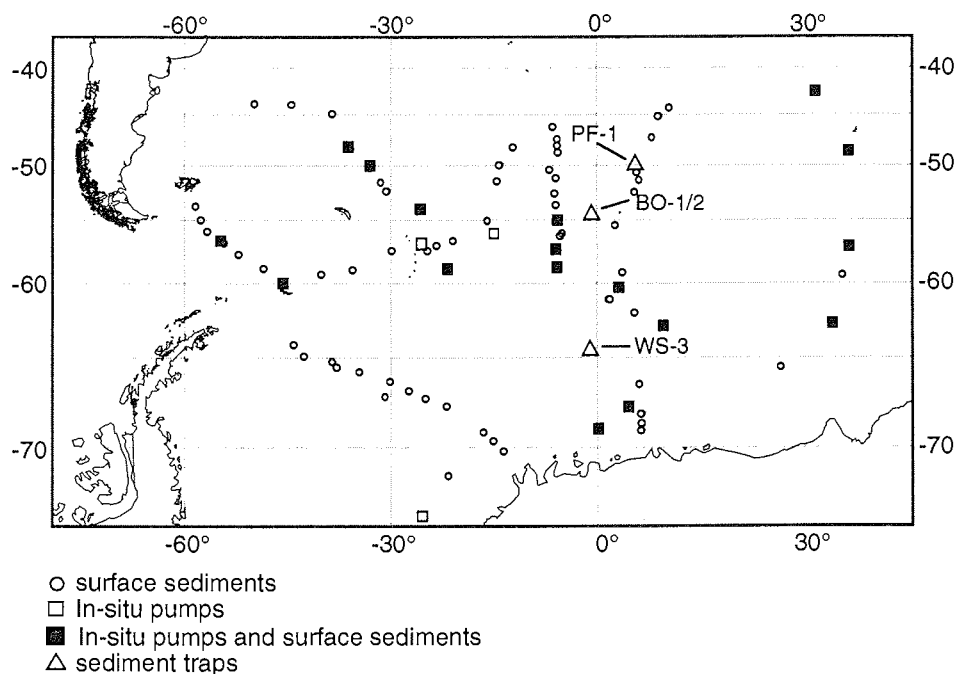 -60° -30° 0° 30°
-40 -40
PF-1
-50 -50
BO-1/2
-60 -60
WS-3
-70 -70
-60° -30° 0° 30°
surface sediments
In-situ pumps
In-situ pumps and surface sediments
sediment traps